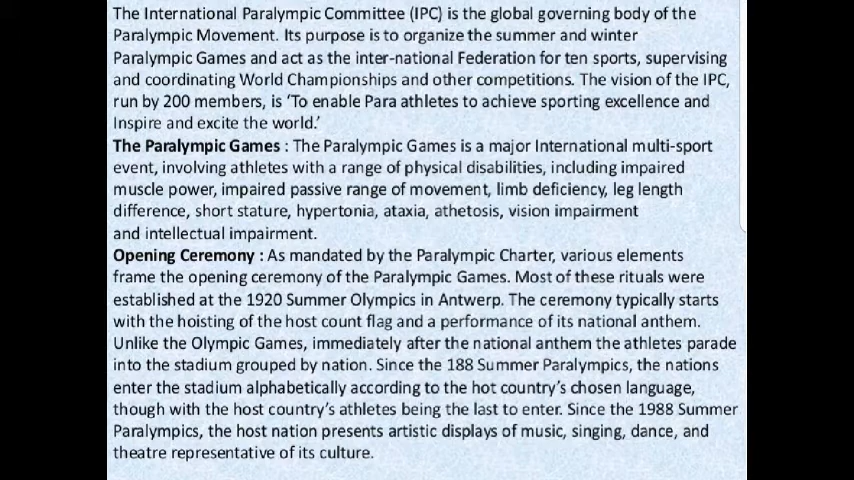 The International Paralympic Committee (IPC) is the global governing body of the
Paralympic Movement. Its purpose is to organize the summer and winter
Paralympic Games and act as the inter-national Federation for ten sports, supervising
and coordinating World Championships and other competitions. The vision of the IPC,
run by 200 members, is ‘To enable Para athletes to achieve sporting excellence and
Inspire and excite the world.’
The Paralympic Games : The Paralympic Games is a major International multi-sport
event, involving athletes with a range of physical disabilities, including impaired
muscle power, impaired passive range of movement, limb deficiency, leg length
difference, short stature, hypertonia, ataxia, athetosis, vision impairment
and intellectual impairment.
Opening Ceremony : As mandated by the Paralympic Charter, various elements
frame the opening ceremony of the Paralympic Games. Most of these rituals were
established at the 1920 Summer Olympics in Antwerp. The ceremony typically starts
with the hoisting of the host count flag and a performance of its national anthem.
Unlike the Olympic Games, immediately after the national anthem the athletes parade
into the stadium grouped by nation. Since the 188 Summer Paralympics, the nations
enter the stadium alphabetically according to the hot country’s chosen language,
though with the host country’s athletes being the last to enter. Since the 1988 Summer
Paralympics, the host nation presents artistic displays of music, singing, dance, and
theatre representative of its culture.